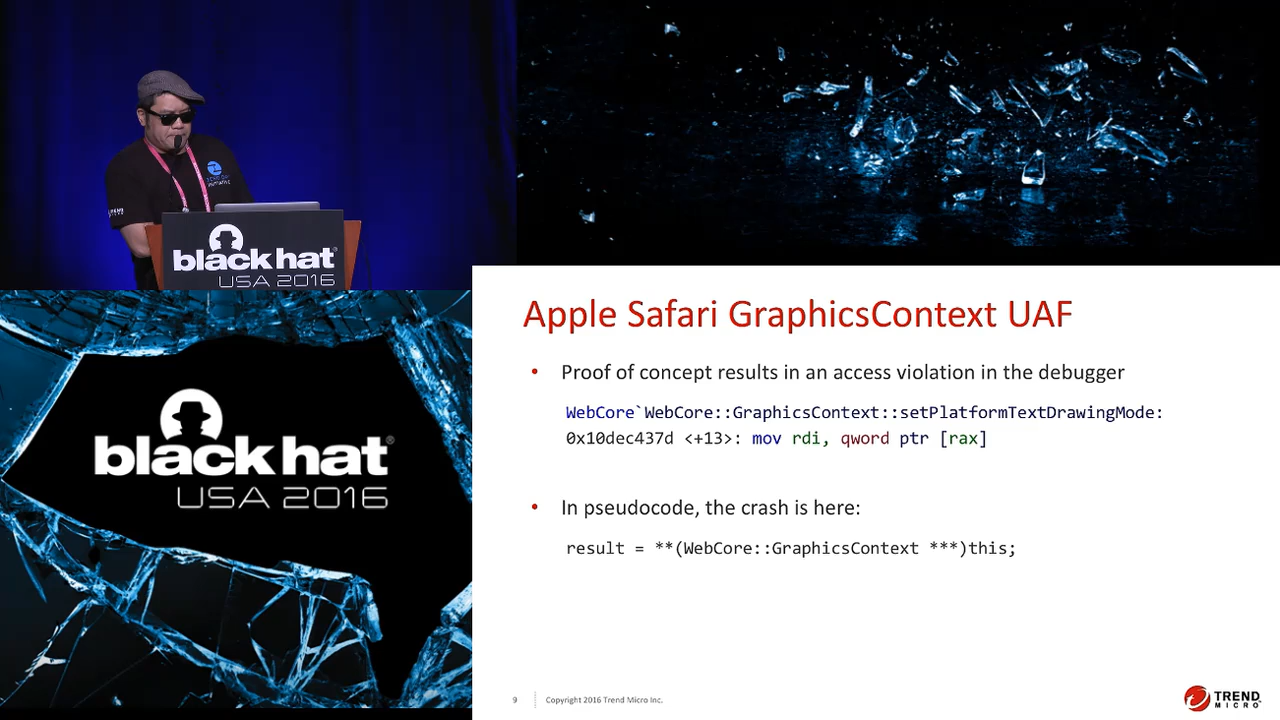 TREND
black hat®
USA 2016
black hat®
USA 2016
Apple Safari GraphicsContext UAF
• Proof of concept results in an access violation in the debugger
WebCore`WebCore::GraphicsContext::setPlatformTextDrawingMode:
0x10dec437d <+13>: mov rdi, qword ptr [rax]
• In pseudocode, the crash is here:
result = **(WebCore::GraphicsContext ***)this;
9 Copyright 2016 Trend Micro Inc.
TREND
MICRO